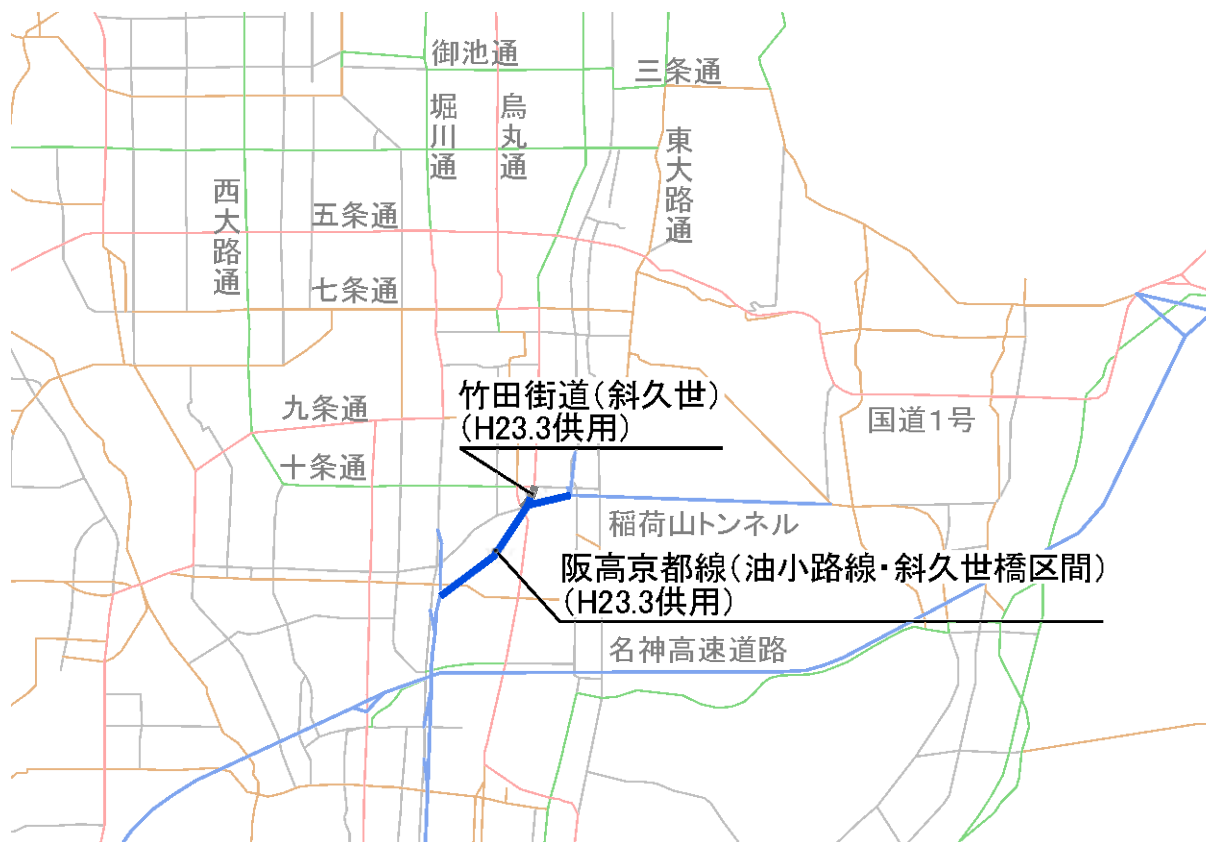 御池通
三条通
堀川通
烏丸通
東大路通
西大路通
五条通
七条通
竹田街道(斜久世)
(H23.3供用)
九条通
国道1号
十条通
稲荷山トンネル
阪高京都線(油小路線・斜久世橋区間)
(H23.3供用)
名神高速道路